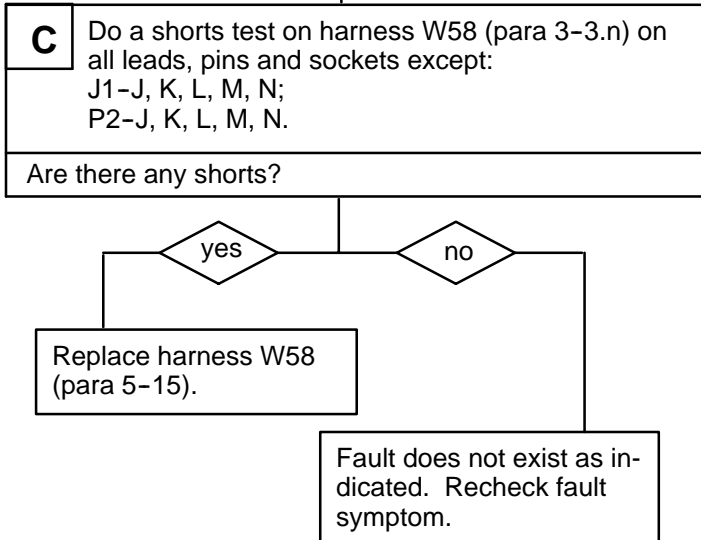 C
Do a shorts test on harness W58 (para 3-3.n) on
all leads, pins and sockets except:
J1-J, K, L, M, N;
P2-J, K, L, M, N.
Are there any shorts?
yes
no
Replace harness W58
(para 5-15).
Fault does not exist as in-
dicated. Recheck fault
symptom.